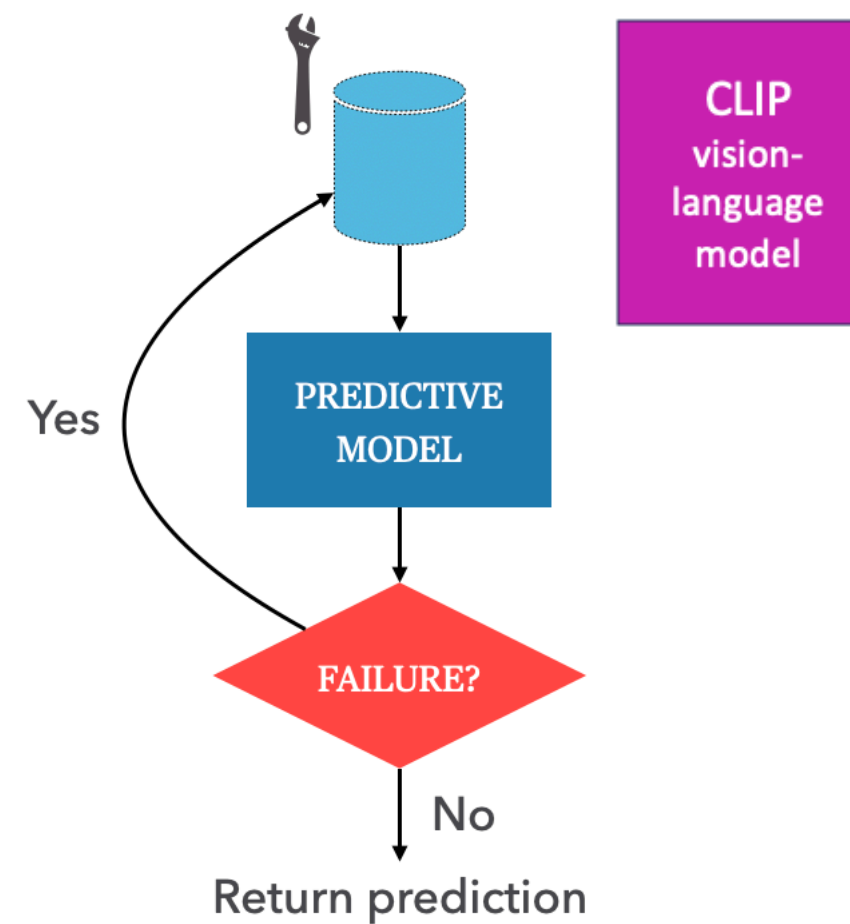 CLIP
vision-
language
model
PREDICTIVE
MODEL
Yes
FAILURE?
No
Return prediction